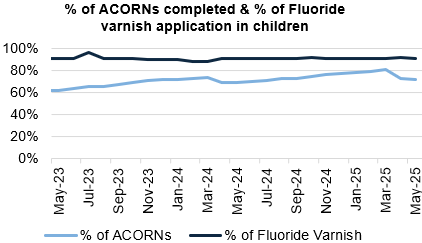 % of ACORNs completed & % of Fluoride
varnish application in children
100%
80%
60%
40%
20%
0%
May-23
Jul-23
Sep-23
Nov-23
Jan-24
Mar-24
May-24
Jul-24
Sep-24
Nov-24
Jan-25
Mar-25
May-25
% of ACORNs
% of Fluoride Varnish